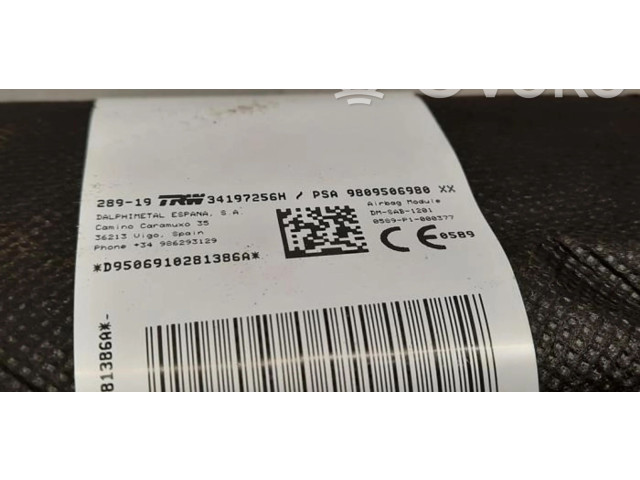 289-19 TRW 34197256H / PSA 9809506980 XX
DALPHIMETAL ESPANA, S.A.
Camino Caramuxo 35
36213 Vigo, Spain
Phone +34 986293129
Airbag Module
DM-SAB-1201
0589-P1-000377
CE 0589
*D9506910281386A*
81386A*-